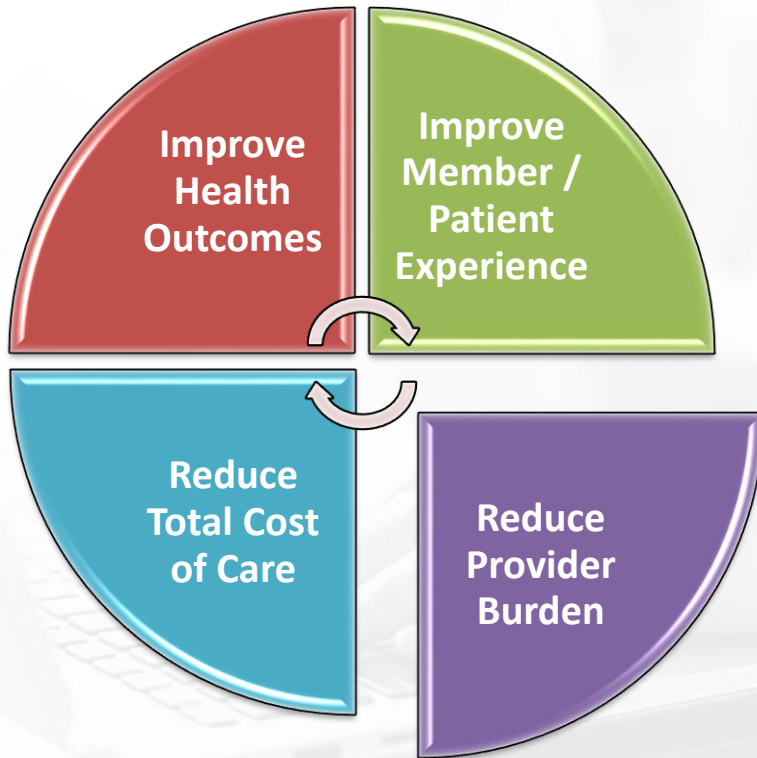 Improve
Health
Outcomes
Improve
Member /
Patient
Experience
Reduce
Total Cost
of Care
Reduce
Provider
Burden